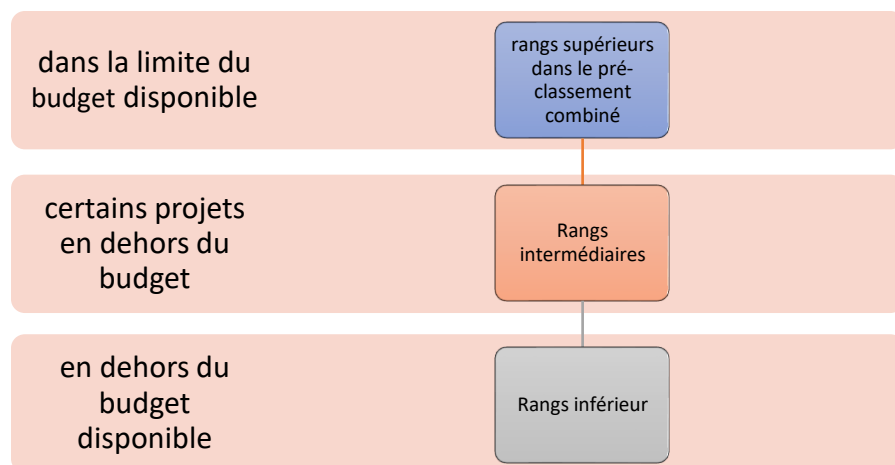 dans la limite du
budget disponible
rangs supérieurs
dans le pré-
classement
combiné
certains projets
en dehors du
budget
Rangs
intermédiaires
en dehors du
budget
disponible
Rangs inférieur